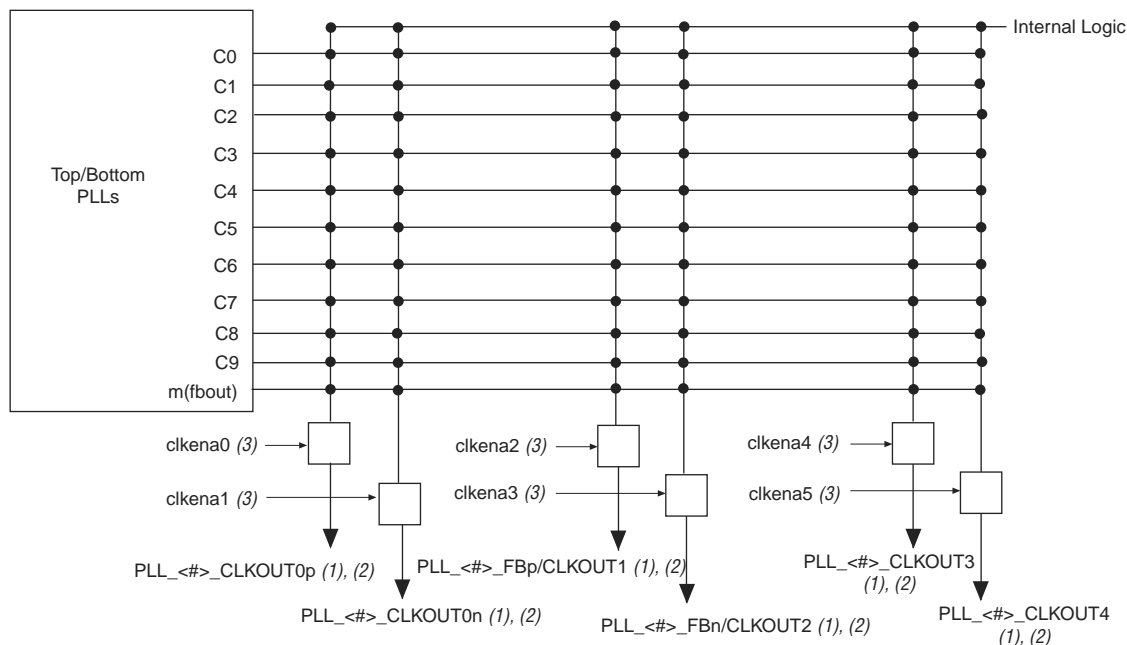 Internal Logic
C0
C1
C2
C3
Top/Bottom
PLLs
C4
C5
C6
C7
C8
C9
m(fbout)
clkena0 (3)
clkena2 (3)
clkena4 (3)
clkena1 (3)
clkena3 (3)
clkena5 (3)
PLL_<#>_CLKOUT0p (1), (2)
PLL_<#>_FBp/CLKOUT1 (1), (2)
PLL_<#>_CLKOUT3
(1), (2)
PLL_<#>_CLKOUT0n (1), (2)
PLL_<#>_FBn/CLKOUT2 (1), (2)
PLL_<#>_CLKOUT4
(1), (2)